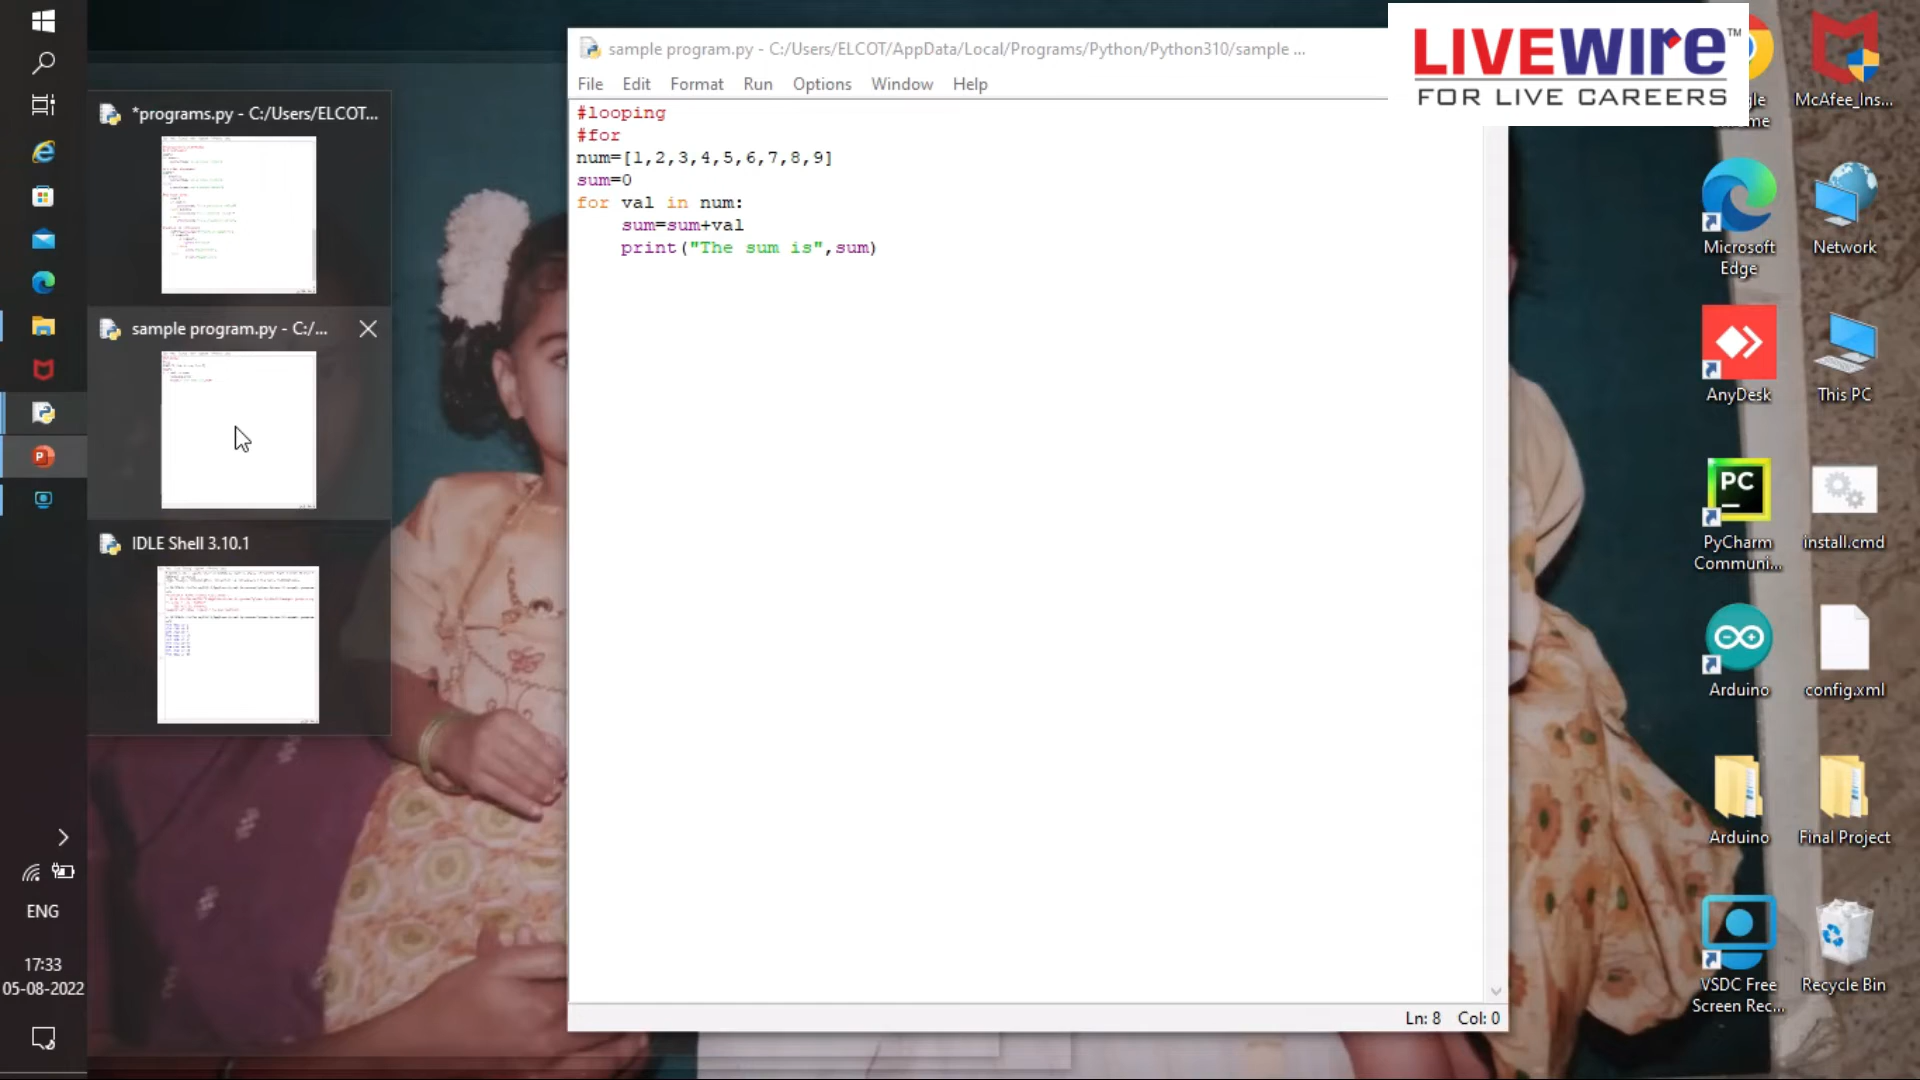 *programs.py - C:/Users/ELCOT...
sample program.py - C:/...
IDLE Shell 3.10.1
ENG
17:33
05-08-2022
sample program.py - C:/Users/ELCOT/AppData/Local/Programs/Python/Python310/sample ...
File Edit Format Run Options Window Help
#looping
#for
num=[1,2,3,4,5,6,7,8,9]
sum=0
for val in num:
    sum=sum+val
    print("The sum is",sum)
Ln: 8 Col: 0
LIVEWIRE™
FOR LIVE CAREERS
McAfee_Ins...
Microsoft
Edge
Network
AnyDesk
This PC
PC
PyCharm
Communi...
install.cmd
Arduino
config.xml
Arduino
Final Project
VSDC Free
Screen Rec...
Recycle Bin